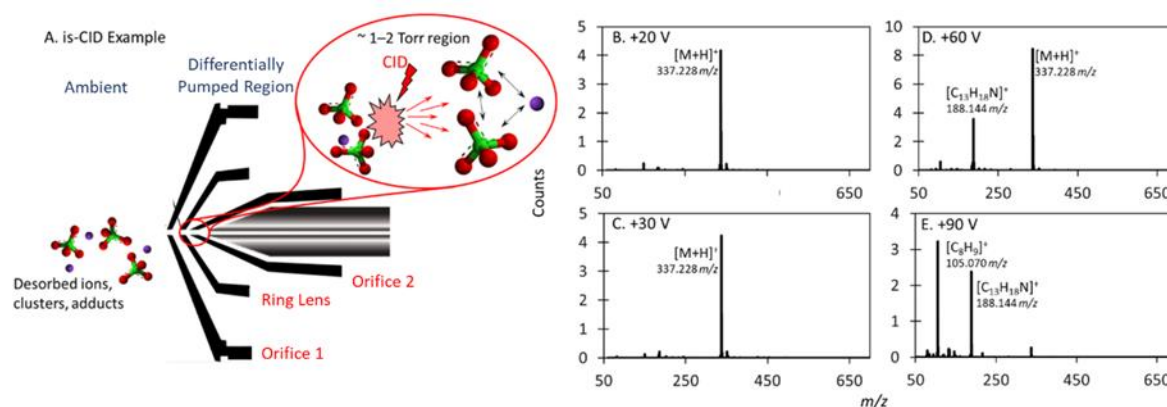 A. is-CID Example
Ambient
Differentially
Pumped Region
~ 1–2 Torr region
CID
Desorbed ions,
clusters, adducts
Ring Lens
Orifice 2
Orifice 1
Counts
B. +20 V
[M+H]⁺
337.228 m/z
5
4
3
2
1
0
50
250
450
650
D. +60 V
[M+H]⁺
337.228 m/z
[C₁₃H₁₈N]⁺
188.144 m/z
10
8
6
4
2
0
50
250
450
650
C. +30 V
[M+H]⁺
337.228 m/z
5
4
3
2
1
0
50
250
450
650
E. +90 V
[C₈H₉]⁺
105.070 m/z
[C₁₃H₁₈N]⁺
188.144 m/z
4
3
2
1
0
50
250
450
650
m/z